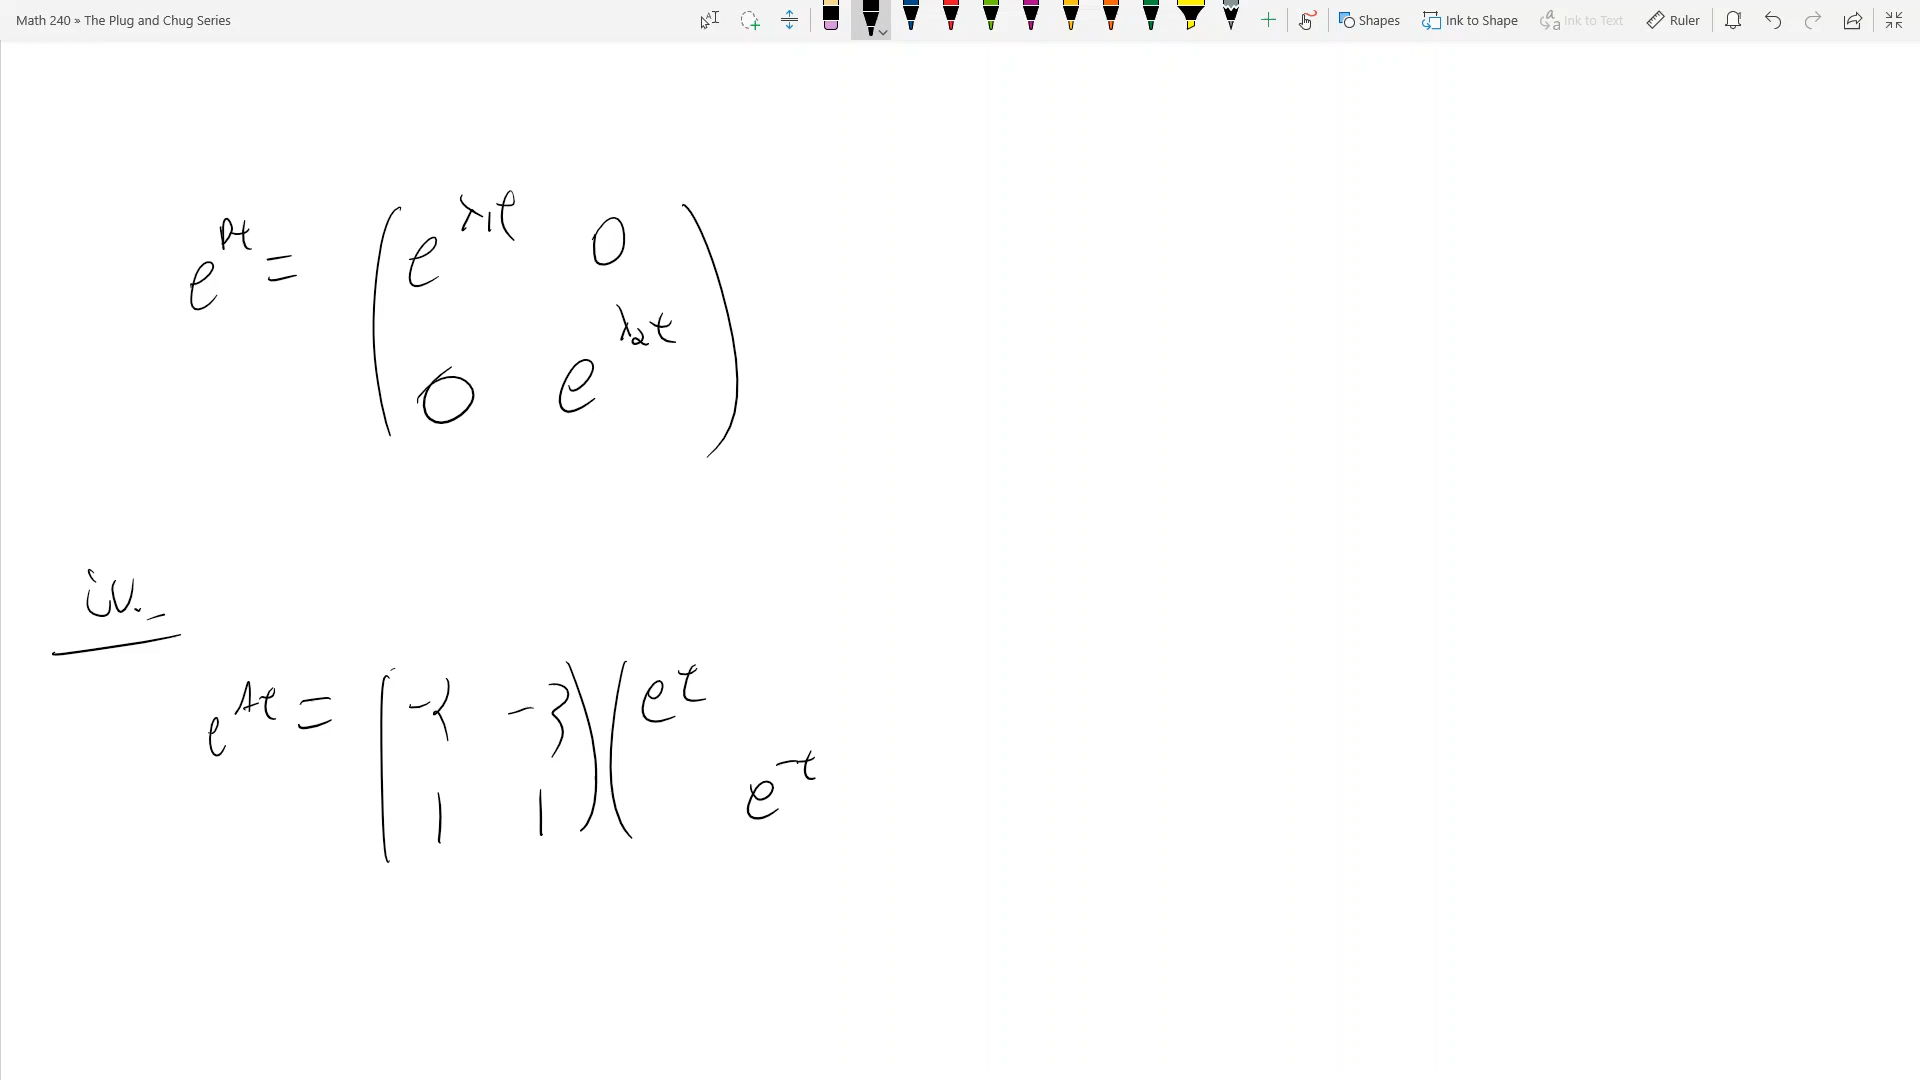 Math 240 » The Plug and Chug Series
Shapes Ink to Shape Ink to Text Ruler
e^{Dt} = ( e^{λ1t} 0
0 e^{λ2t} )
iv.
e^{At} = ( -2 -3 ) ( e^t
1 1 e^{-t}